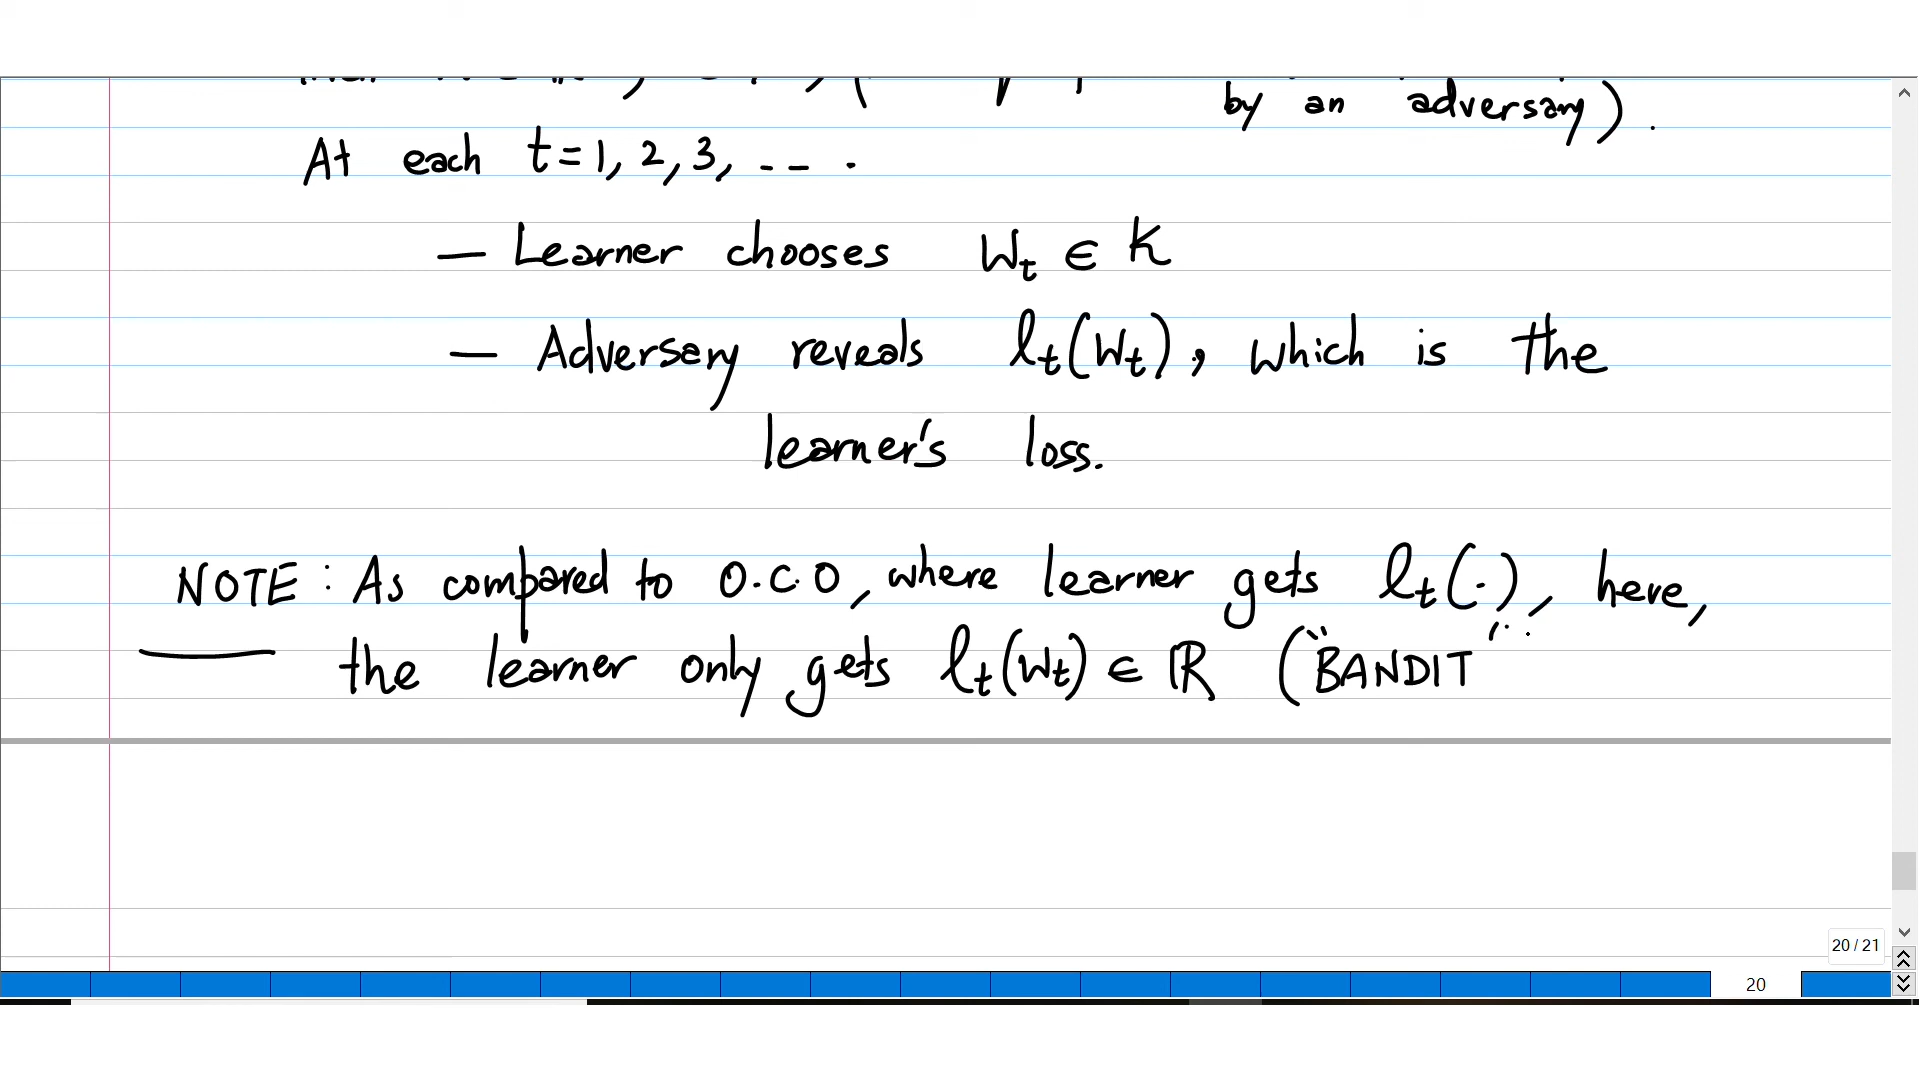 by an adversary).
At each t=1, 2, 3, -- .
— Learner chooses W_t ∈ K
— Adversary reveals l_t(W_t), which is the
learner's loss.
NOTE: As compared to O.C.O, where learner gets l_t(·), here,
the learner only gets l_t(W_t) ∈ ℝ ("BANDIT"
20 / 21
20